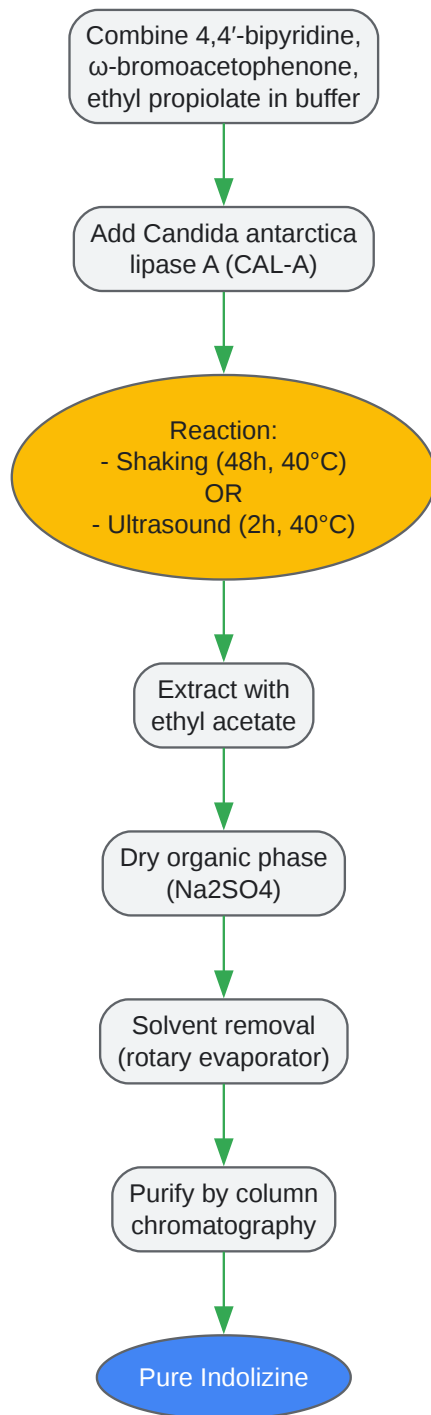 Combine 4,4′-bipyridine,
ω-bromoacetophenone,
ethyl propiolate in buffer
Add Candida antarctica
lipase A (CAL-A)
Reaction:
- Shaking (48h, 40°C)
OR
- Ultrasound (2h, 40°C)
Extract with
ethyl acetate
Dry organic phase
(Na2SO4)
Solvent removal
(rotary evaporator)
Purify by column
chromatography
Pure Indolizine